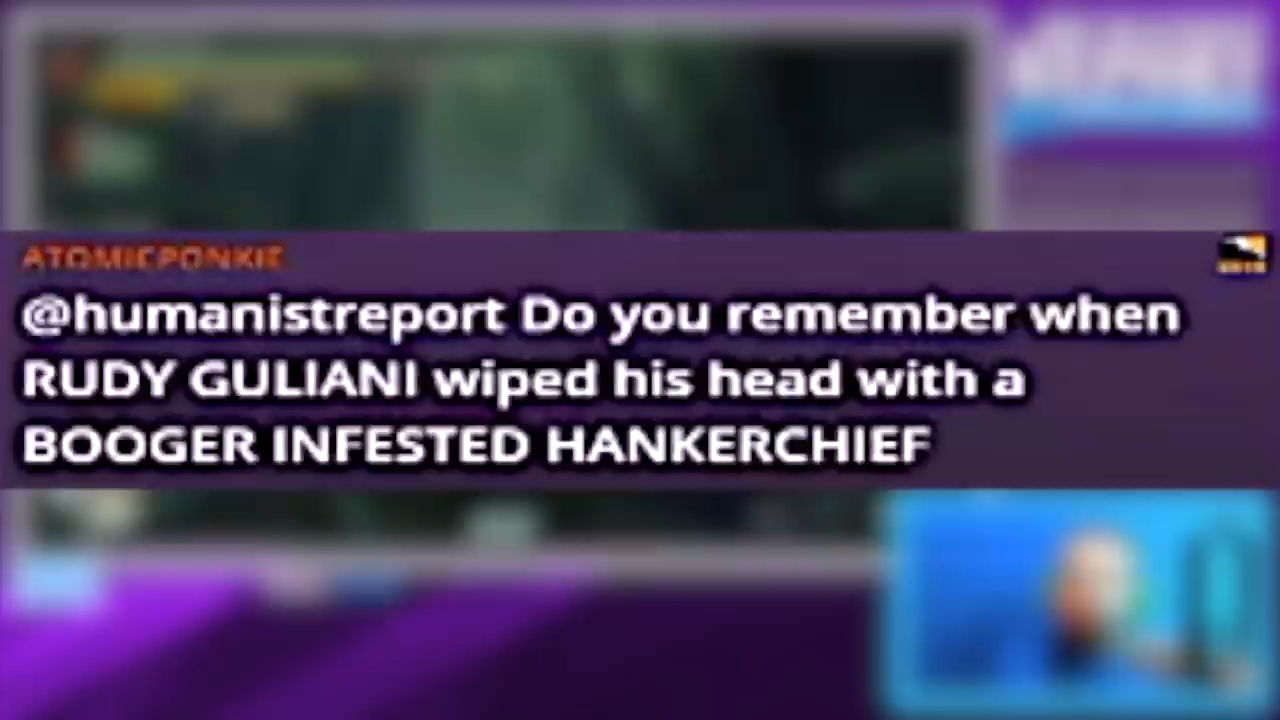 ATOMICPONKIE
@humanistreport Do you remember when
RUDY GULIANI wiped his head with a
BOOGER INFESTED HANKERCHIEF